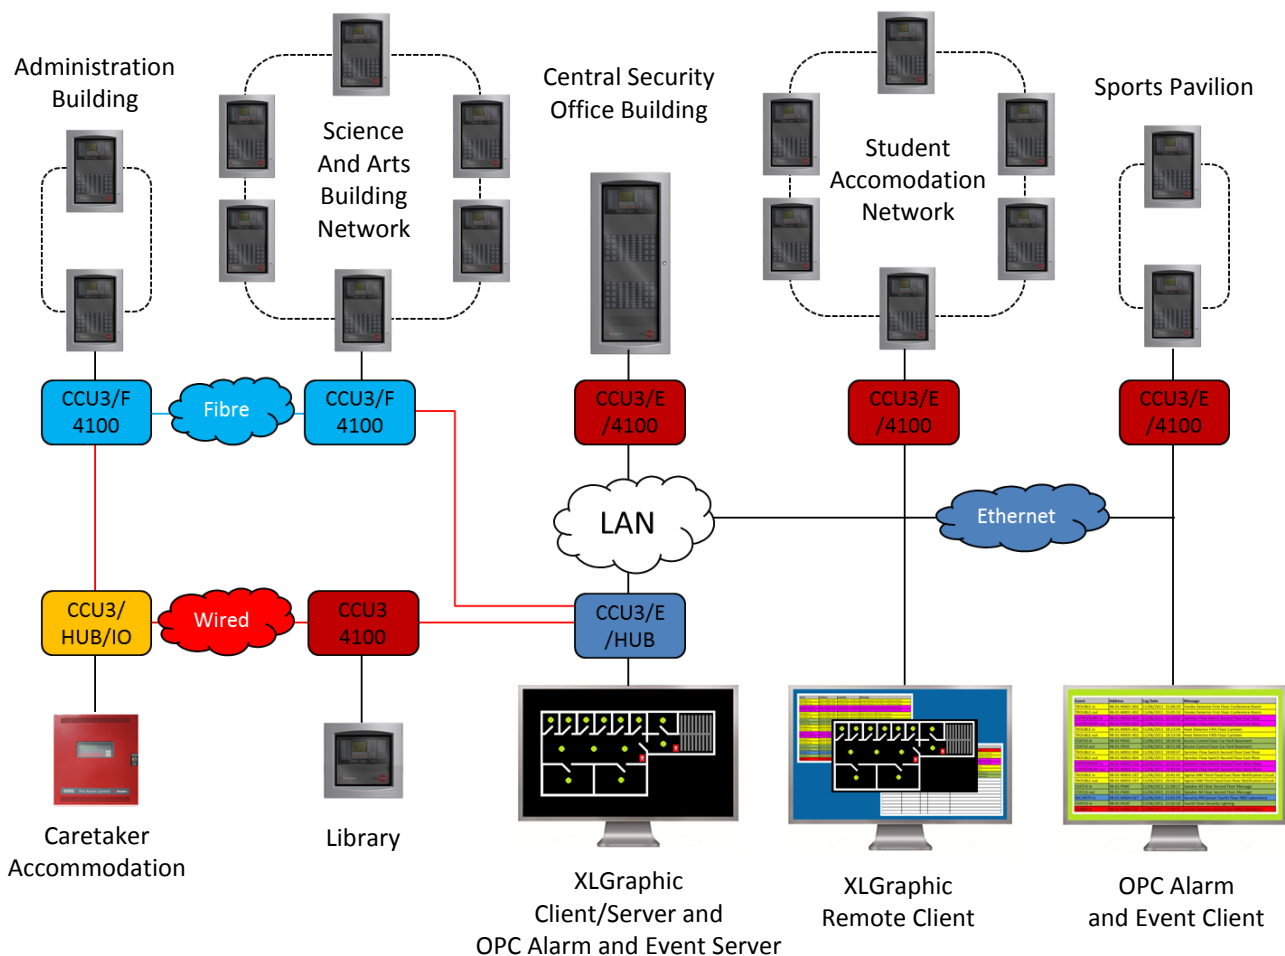 Administration
Building
Science
And Arts
Building
Network
Central Security
Office Building
Student
Accomodation
Network
Sports Pavilion
CCU3/F
4100
Fibre
CCU3/F
4100
CCU3/E
/4100
CCU3/E
/4100
CCU3/E
/4100
LAN
Ethernet
CCU3/
HUB/IO
Wired
CCU3
4100
CCU3/E
/HUB
Caretaker
Accommodation
Library
XLGraphic
Client/Server and
OPC Alarm and Event Server
XLGraphic
Remote Client
OPC Alarm
and Event Client